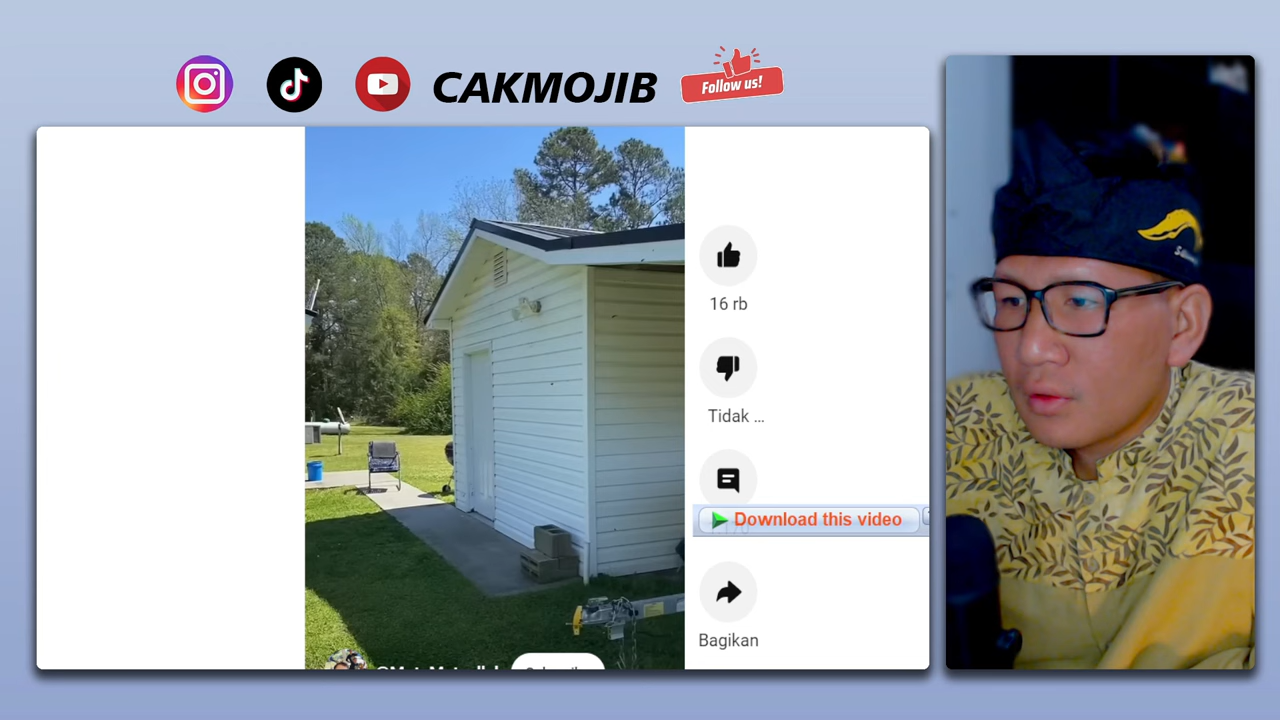 CAKMOJIB
Follow us!
16 rb
Tidak ...
Download this video
Bagikan